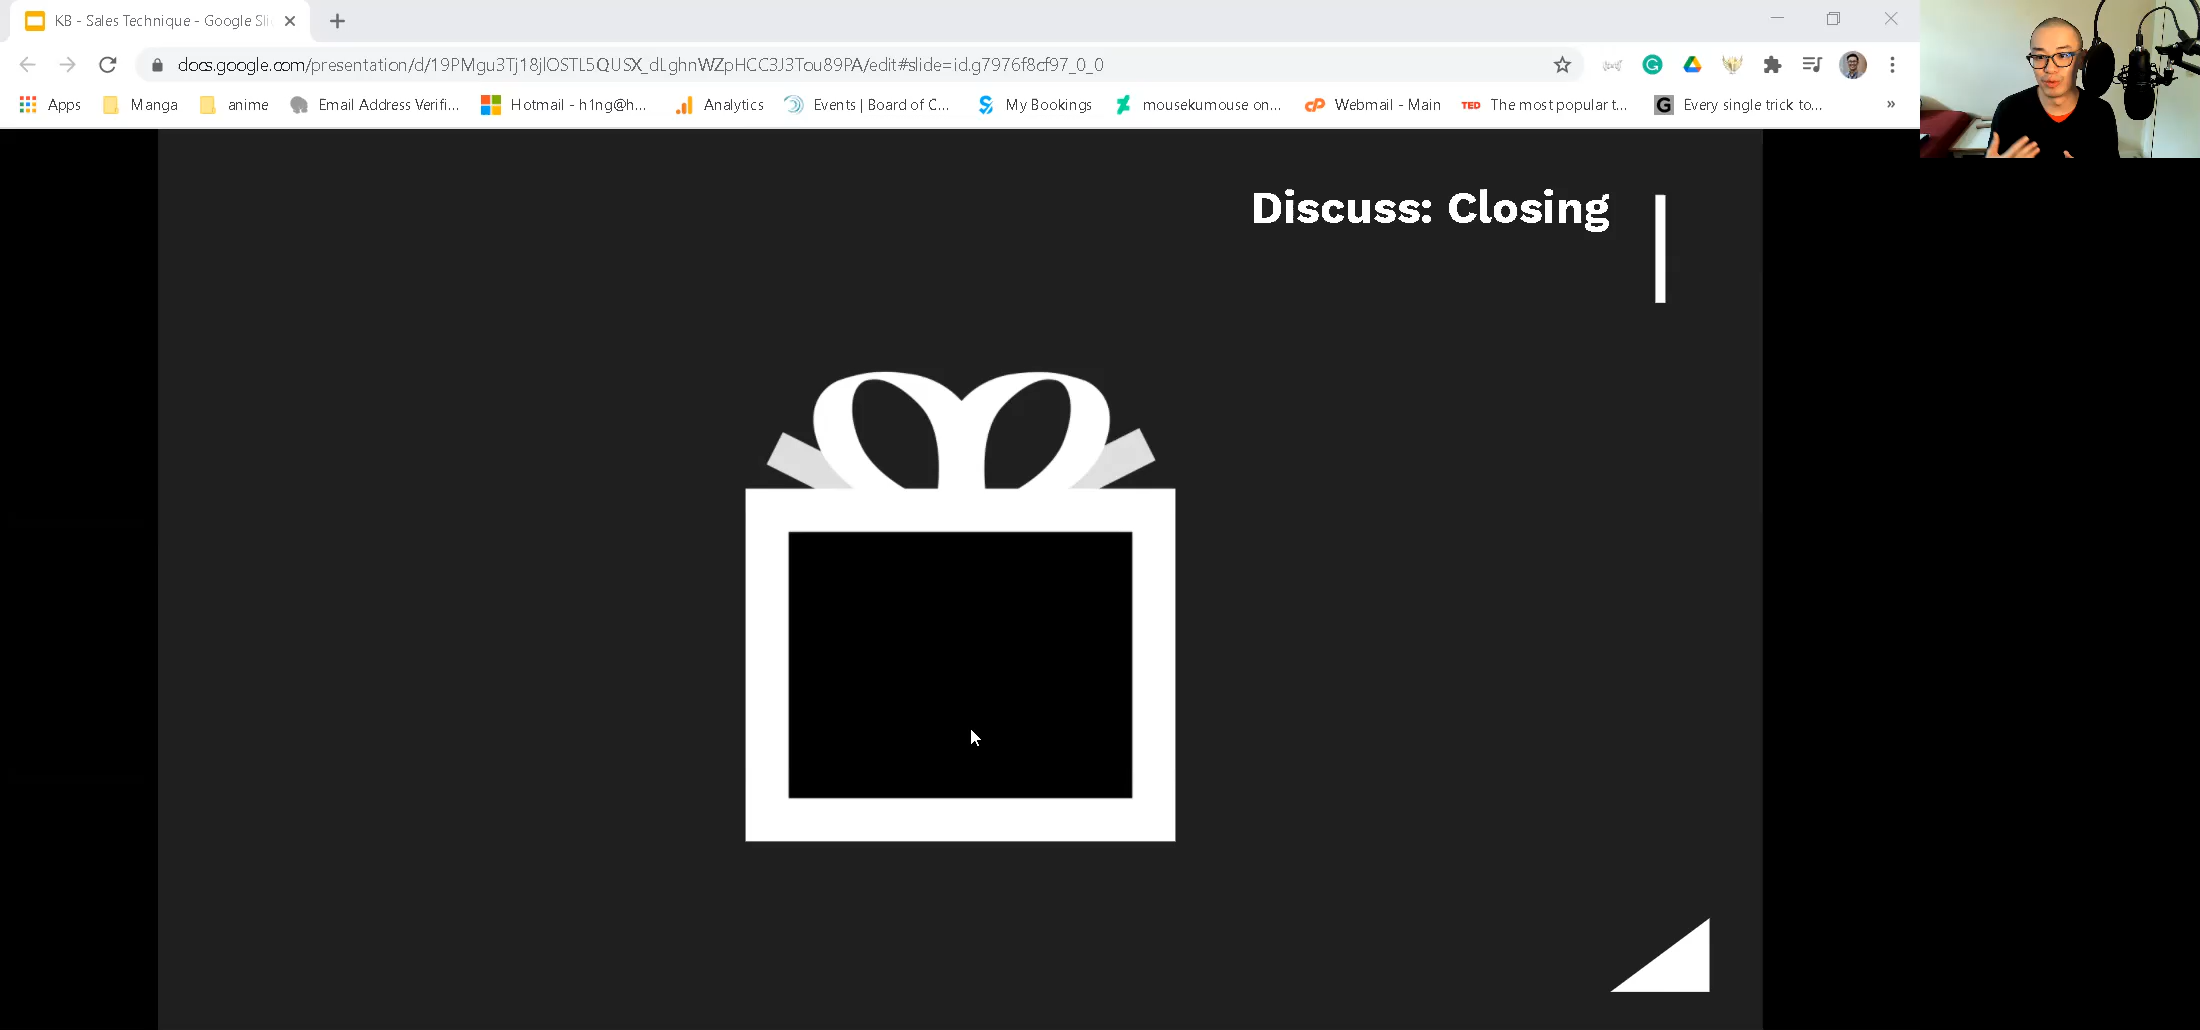 KB - Sales Technique - Google Sli
docs.google.com/presentation/d/19PMgu3Tj18jlOSTL5QUSX_dLghnWZpHCC3J3Tou89PA/edit#slide=id.g7976f8cf97_0_0
Apps Manga anime Email Address Verifi... Hotmail - h1ng@h... Analytics Events | Board of C... My Bookings mousekumouse on... cP Webmail - Main TED The most popular t... G Every single trick to... »
Discuss: Closing